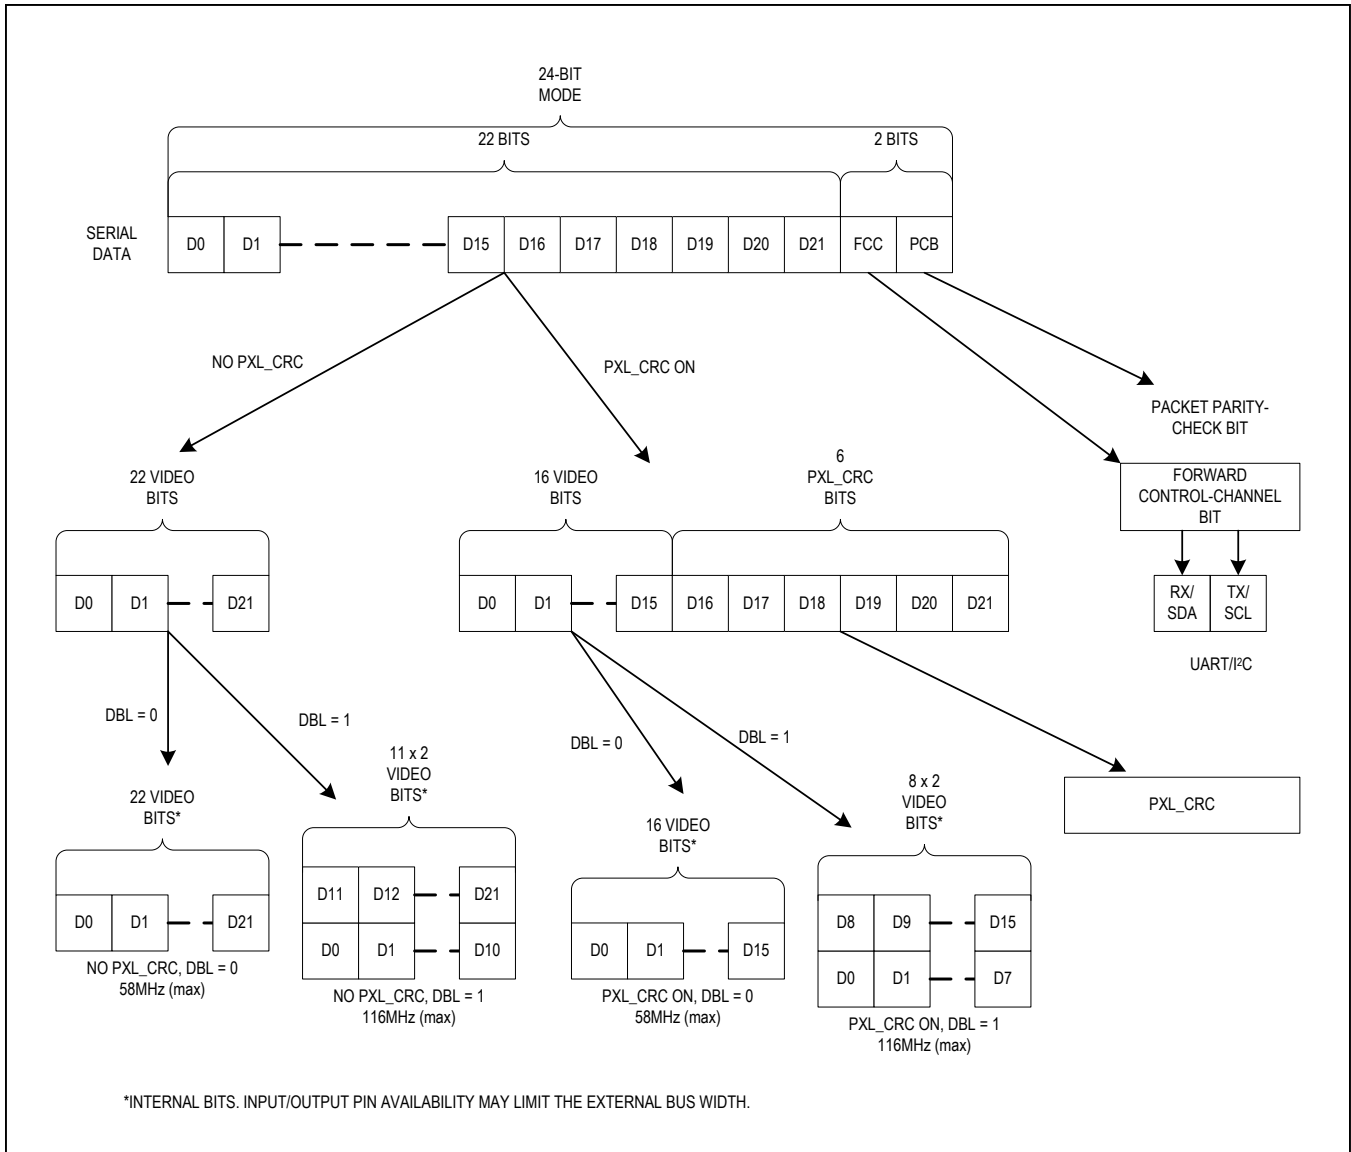 24-BIT
MODE
22 BITS
2 BITS
SERIAL
DATA
D0
D1
D15
D16
D17
D18
D19
D20
D21
FCC
PCB
NO PXL_CRC
PXL_CRC ON
PACKET PARITY-
CHECK BIT
FORWARD
CONTROL-CHANNEL
BIT
RX/
SDA
TX/
SCL
UART/I²C
22 VIDEO
BITS
D0
D1
D21
16 VIDEO
BITS
6
PXL_CRC
BITS
D0
D1
D15
D16
D17
D18
D19
D20
D21
DBL = 0
DBL = 1
DBL = 0
DBL = 1
PXL_CRC
22 VIDEO
BITS*
D0
D1
D21
NO PXL_CRC, DBL = 0
58MHz (max)
11 x 2
VIDEO
BITS*
D11
D12
D21
D0
D1
D10
NO PXL_CRC, DBL = 1
116MHz (max)
16 VIDEO
BITS*
D0
D1
D15
PXL_CRC ON, DBL = 0
58MHz (max)
8 x 2
VIDEO
BITS*
D8
D9
D15
D0
D1
D7
PXL_CRC ON, DBL = 1
116MHz (max)
*INTERNAL BITS. INPUT/OUTPUT PIN AVAILABILITY MAY LIMIT THE EXTERNAL BUS WIDTH.